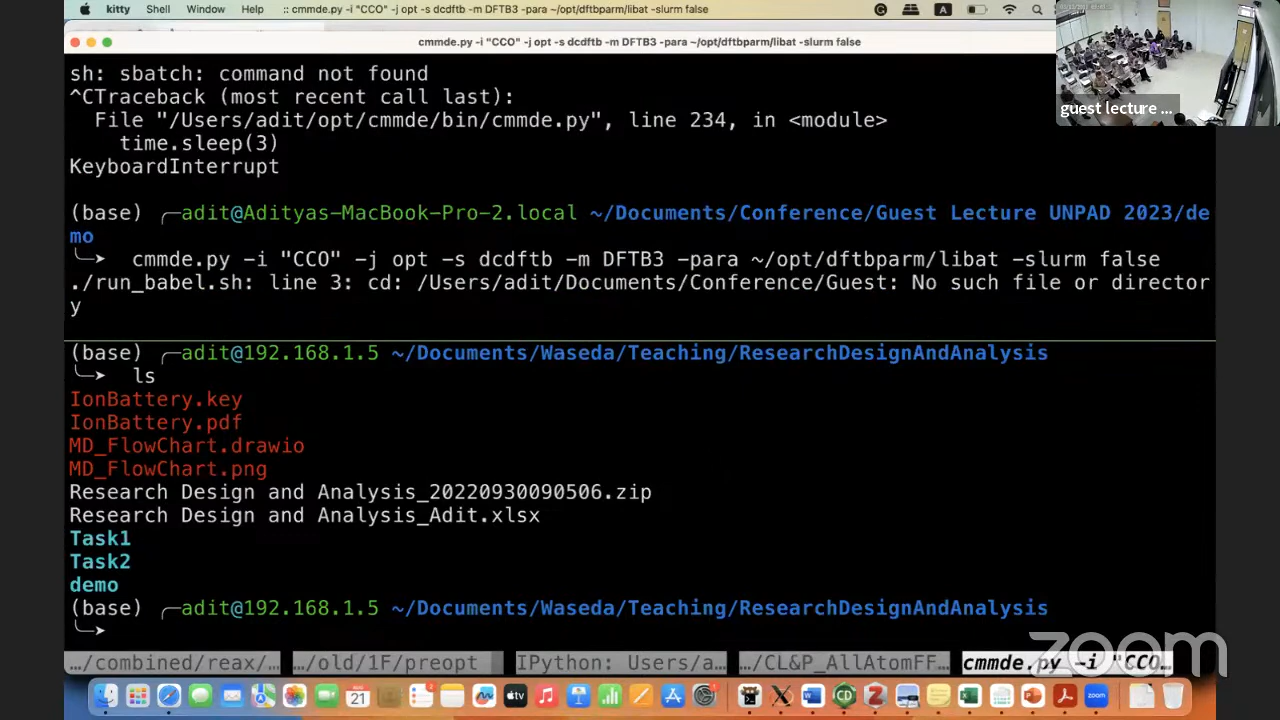 kitty Shell Window Help :: cmmde.py -i "CCO" -j opt -s dcdftb -m DFTB3 -para ~/opt/dftbparm/libat -slurm false
cmmde.py -i "CCO" -j opt -s dcdftb -m DFTB3 -para ~/opt/dftbparm/libat -slurm false
guest lecture ...
sh: sbatch: command not found
^CTraceback (most recent call last):
  File "/Users/adit/opt/cmmde/bin/cmmde.py", line 234, in <module>
    time.sleep(3)
KeyboardInterrupt
(base) ╭─adit@Adityas-MacBook-Pro-2.local ~/Documents/Conference/Guest Lecture UNPAD 2023/de
mo
╰─➤  cmmde.py -i "CCO" -j opt -s dcdftb -m DFTB3 -para ~/opt/dftbparm/libat -slurm false
./run_babel.sh: line 3: cd: /Users/adit/Documents/Conference/Guest: No such file or director
y
(base) ╭─adit@192.168.1.5 ~/Documents/Waseda/Teaching/ResearchDesignAndAnalysis
╰─➤  ls
IonBattery.key
IonBattery.pdf
MD_FlowChart.drawio
MD_FlowChart.png
Research Design and Analysis_20220930090506.zip
Research Design and Analysis_Adit.xlsx
Task1
Task2
demo
(base) ╭─adit@192.168.1.5 ~/Documents/Waseda/Teaching/ResearchDesignAndAnalysis
╰─➤
zoom
…/combined/reax/… …/old/1F/preopt IPython: Users/a… …/CL&P_AllAtomFF… cmmde.py -i "CCO…